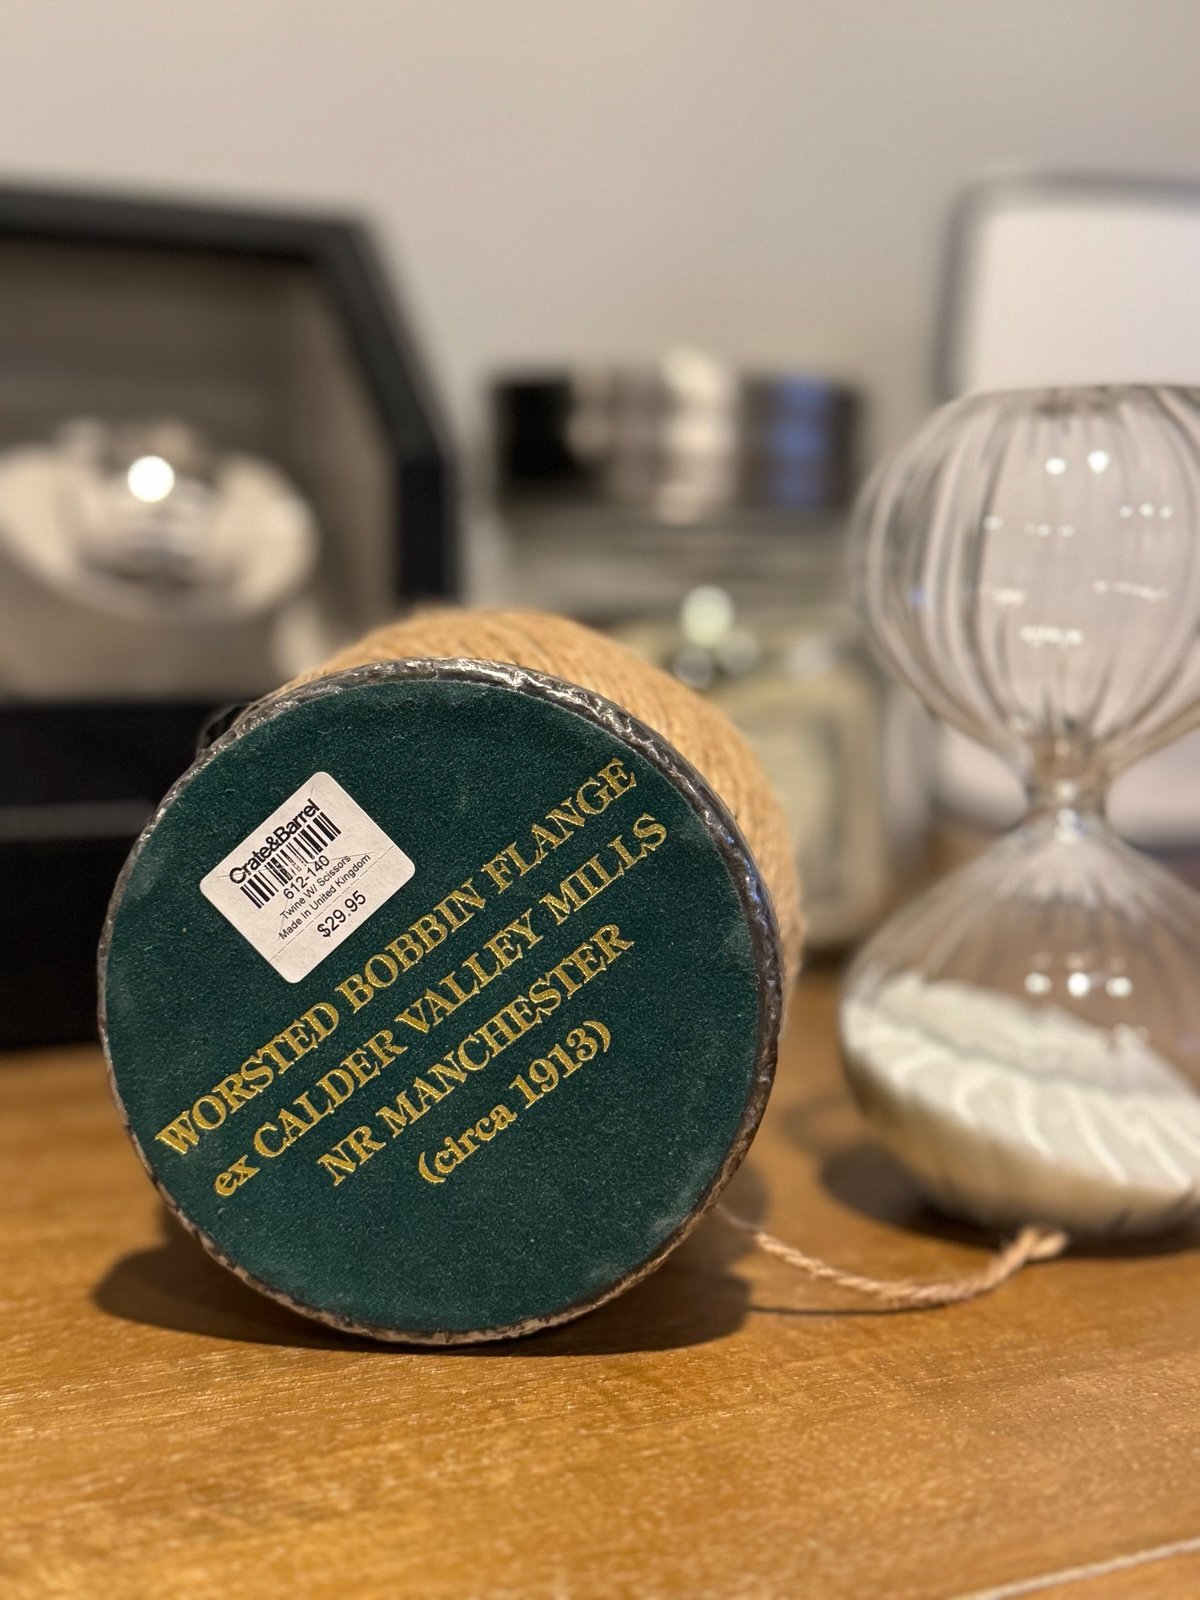 Crate&Barrel
612-140
Twine W/ Scissors
Made In United Kingdom
$29.95
WORSTED BOBBIN FLANGE
ex CALDER VALLEY MILLS
NR MANCHESTER
(circa 1913)